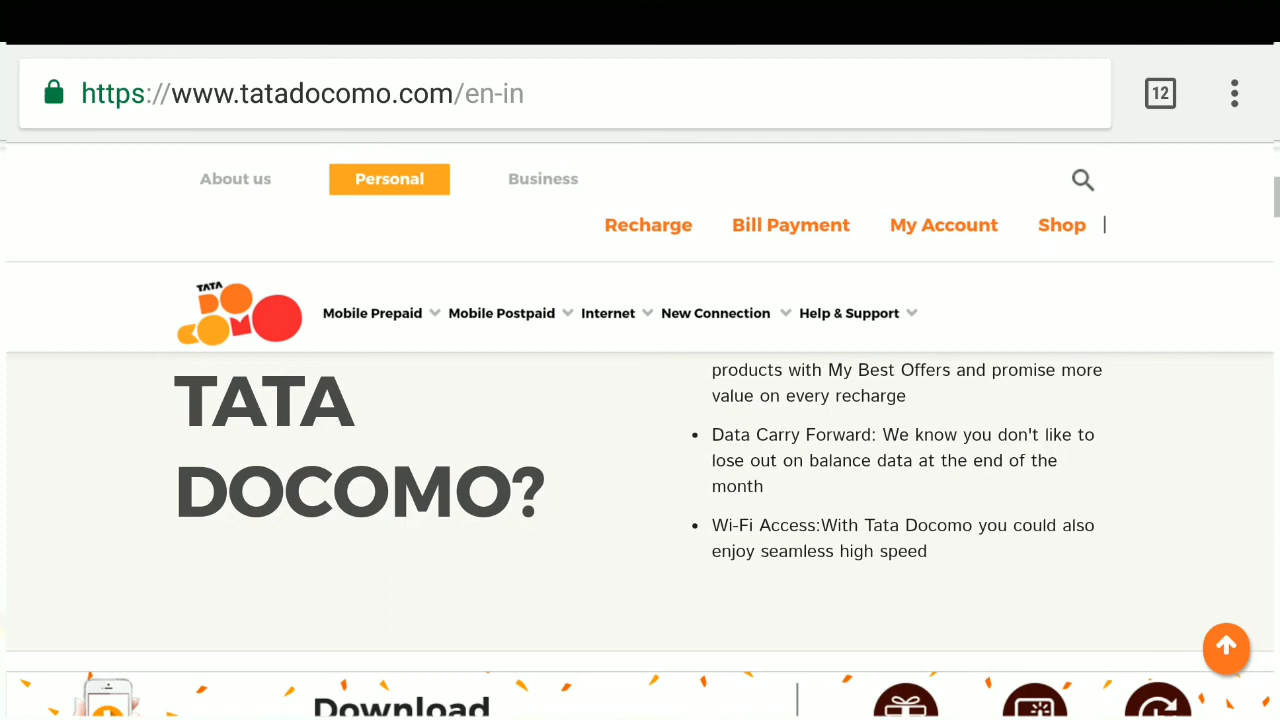 https://www.tatadocomo.com/en-in
12
About us
Personal
Business
Recharge
Bill Payment
My Account
Shop |
TATA
DOCOMO
Mobile Prepaid
Mobile Postpaid
Internet
New Connection
Help & Support
TATA
DOCOMO?
products with My Best Offers and promise more
value on every recharge
• Data Carry Forward: We know you don't like to
lose out on balance data at the end of the
month
• Wi-Fi Access:With Tata Docomo you could also
enjoy seamless high speed
Download